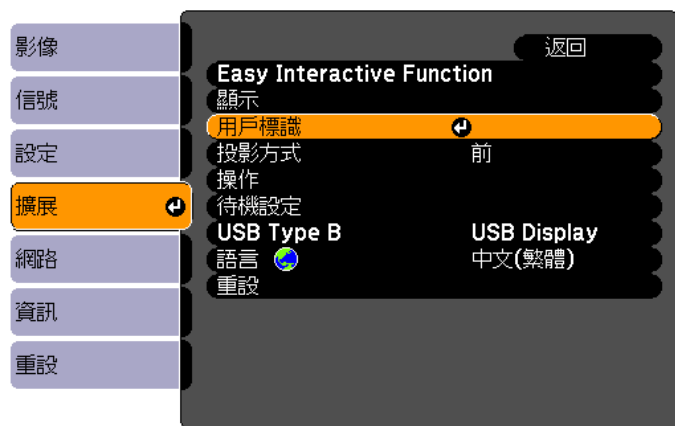 影像
信號
設定
擴展
網路
資訊
重設
返回
Easy Interactive Function
顯示
用戶標識
投影方式 前
操作
待機設定
USB Type B USB Display
語言 中文(繁體)
重設